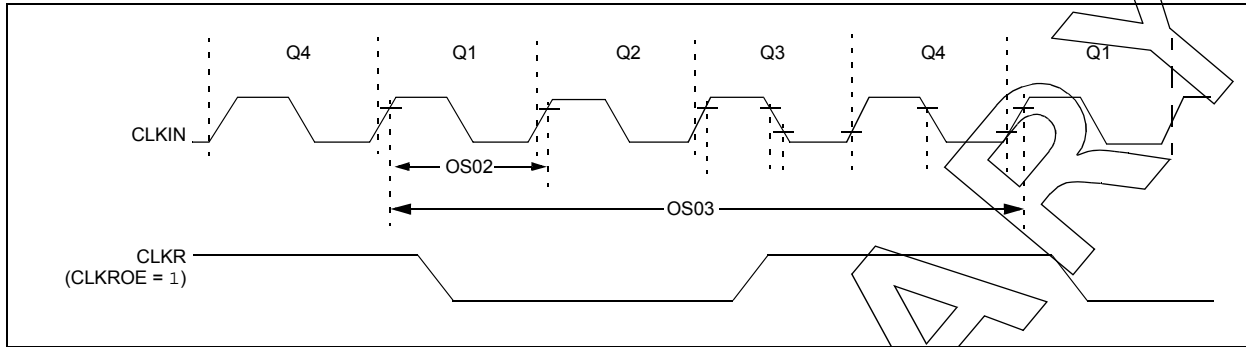 Q4 Q1 Q2 Q3 Q4 Q1
CLKIN
OS02
OS03
CLKR
(CLKROE = 1)
A R Y